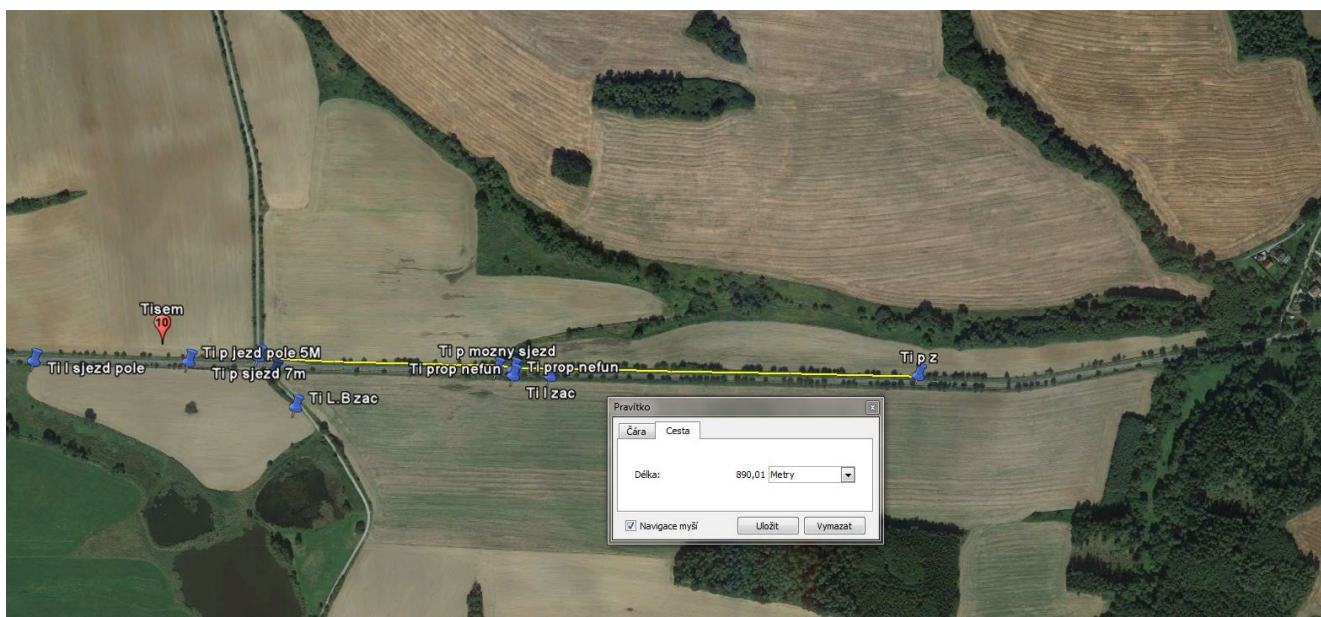 Tisem
10
Ti l sjezd pole
Ti p jezd pole 5M
Ti p sjezd 7m
Ti L.B zac
Ti p mozny sjezd
Ti prop nefun
Ti prop nefun
Ti l zac
Ti p z
Pravítko
Čára
Cesta
Délka:
890,01 Metry
Navigace myší
Uložit
Vymazat